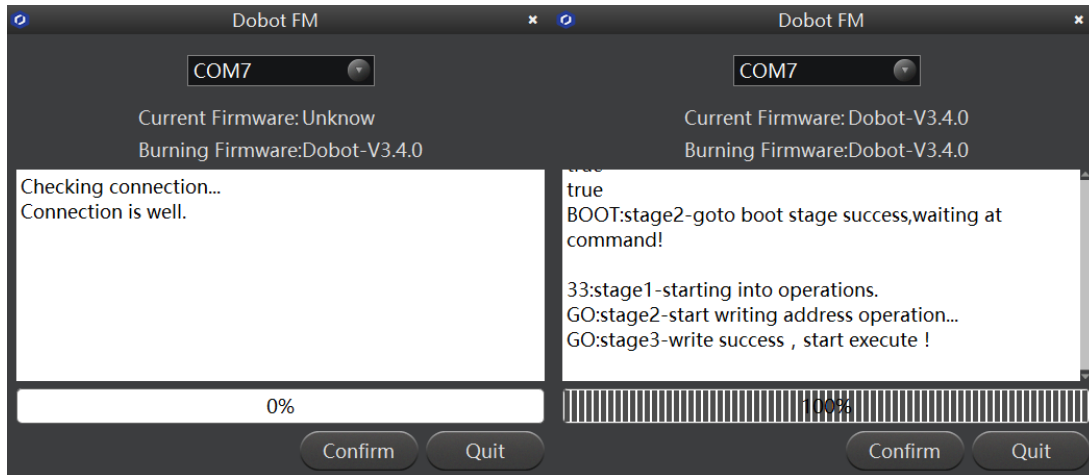 Dobot FM
COM7
Current Firmware: Unknow
Burning Firmware:Dobot-V3.4.0
Checking connection...
Connection is well.
0%
Confirm
Quit
Dobot FM
COM7
Current Firmware: Dobot-V3.4.0
Burning Firmware:Dobot-V3.4.0
true
true
BOOT:stage2-goto boot stage success,waiting at
command!
33:stage1-starting into operations.
GO:stage2-start writing address operation...
GO:stage3-write success , start execute !
100%
Confirm
Quit